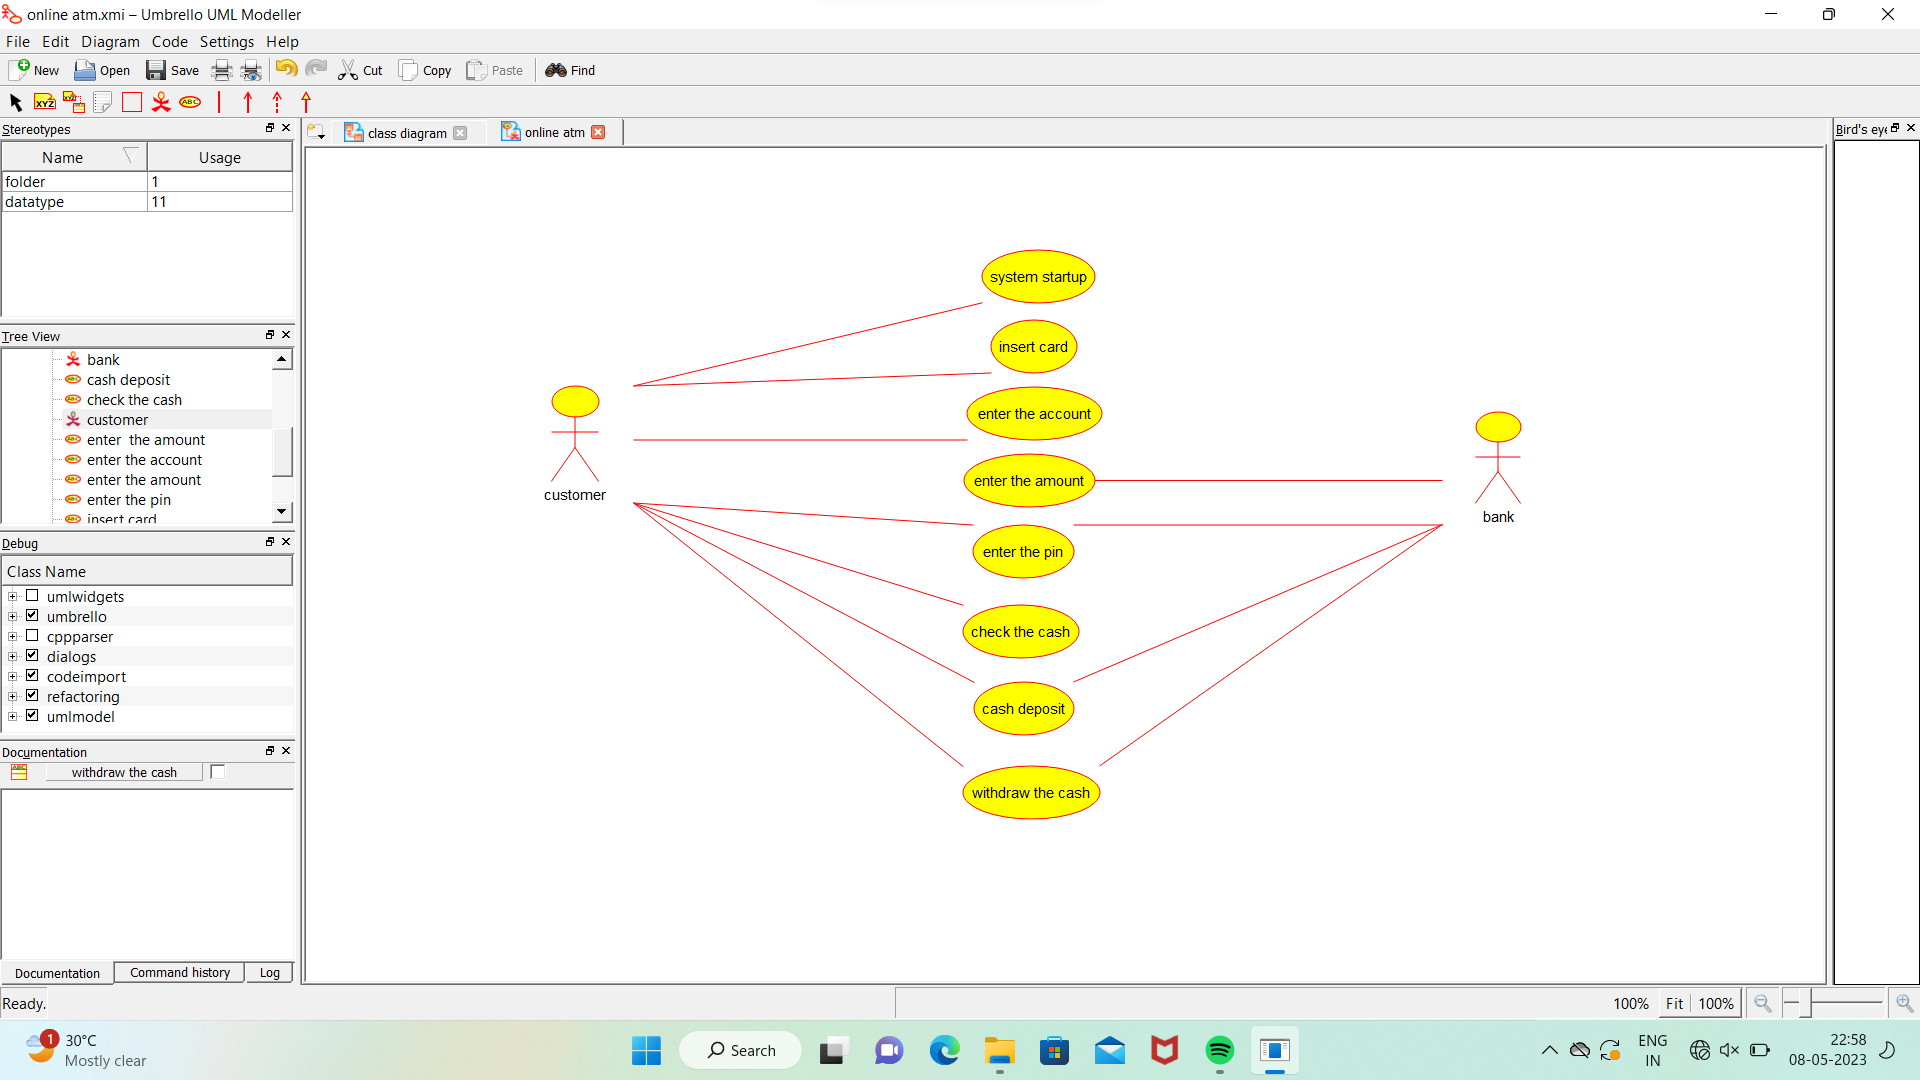 online atm.xmi – Umbrello UML Modeller
File Edit Diagram Code Settings Help
New Open Save Cut Copy Paste Find
XYZ XYZ ABC
Stereotypes
Name Usage
folder 1
datatype 11
Tree View
bank
cash deposit
check the cash
customer
enter  the amount
enter the account
enter the amount
enter the pin
insert card
Debug
Class Name
umlwidgets
umbrello
cppparser
dialogs
codeimport
refactoring
umlmodel
Documentation
withdraw the cash
Documentation Command history Log
class diagram online atm
system startup
insert card
enter the account
enter the amount
enter the pin
check the cash
cash deposit
withdraw the cash
customer
bank
Bird's eye
Ready.
100% Fit 100%
1
30°C
Mostly clear
Search
ENG
IN
22:58
08-05-2023